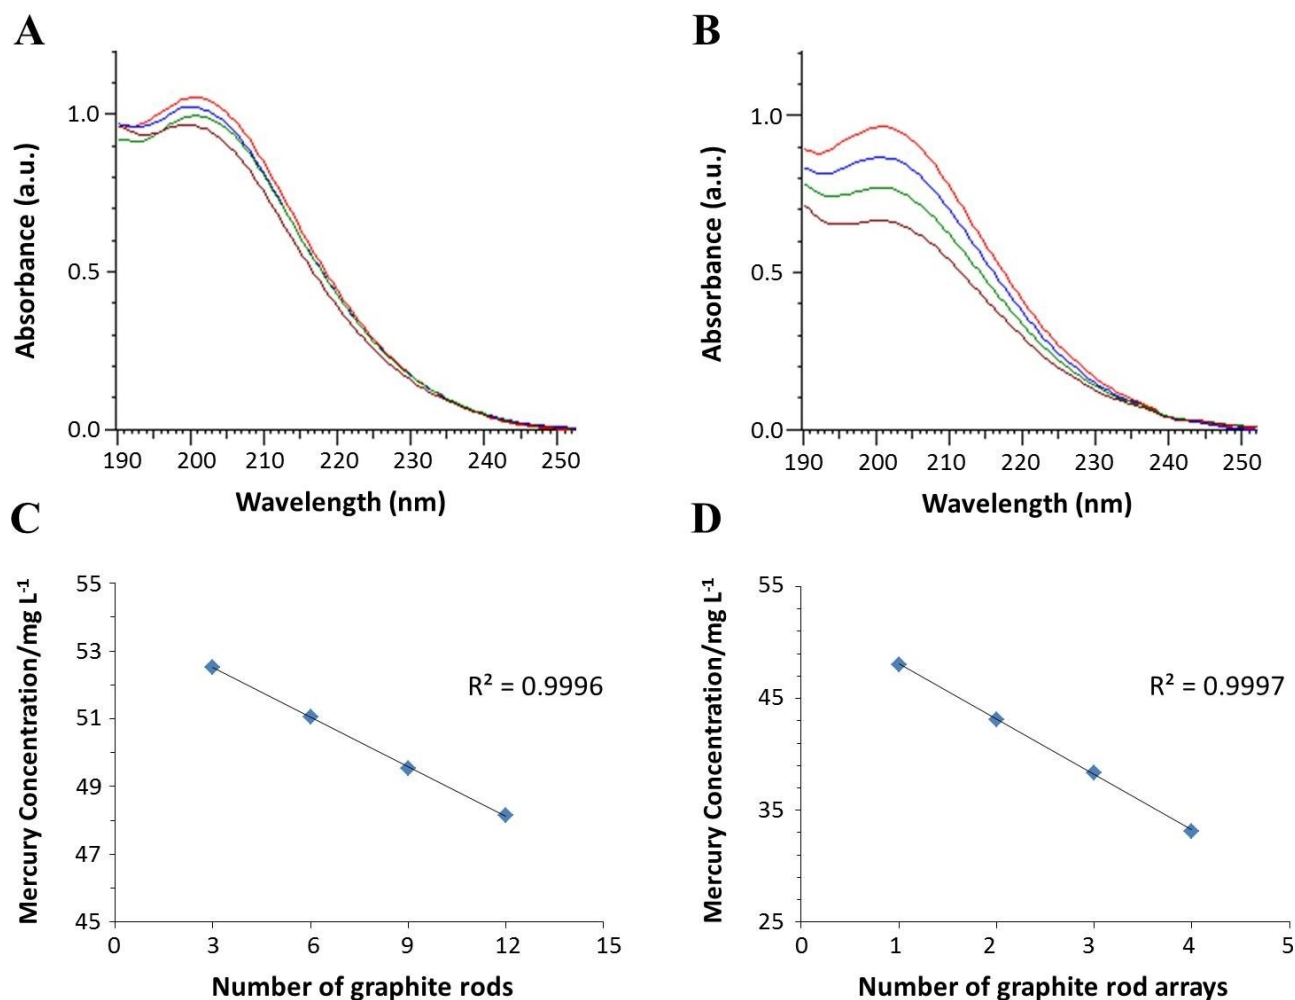 A
1.0
0.5
0.0
190 200 210 220 230 240 250
Absorbance (a.u.)
Wavelength (nm)
B
1.0
0.5
0.0
190 200 210 220 230 240 250
Absorbance (a.u.)
Wavelength (nm)
C
55
53
51
49
47
45
0 3 6 9 12 15
Mercury Concentration/mg L⁻¹
R² = 0.9996
Number of graphite rods
D
55
45
35
25
0 1 2 3 4 5
Mercury Concentration/mg L⁻¹
R² = 0.9997
Number of graphite rod arrays